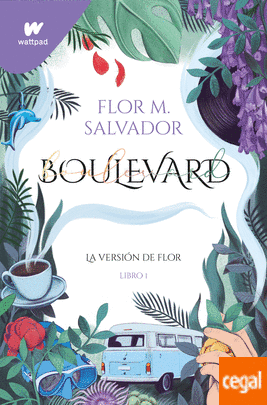 wattpad
FLOR M.
SALVADOR
BOULEVARD
LA VERSIÓN DE FLOR
LIBRO 1
cegal